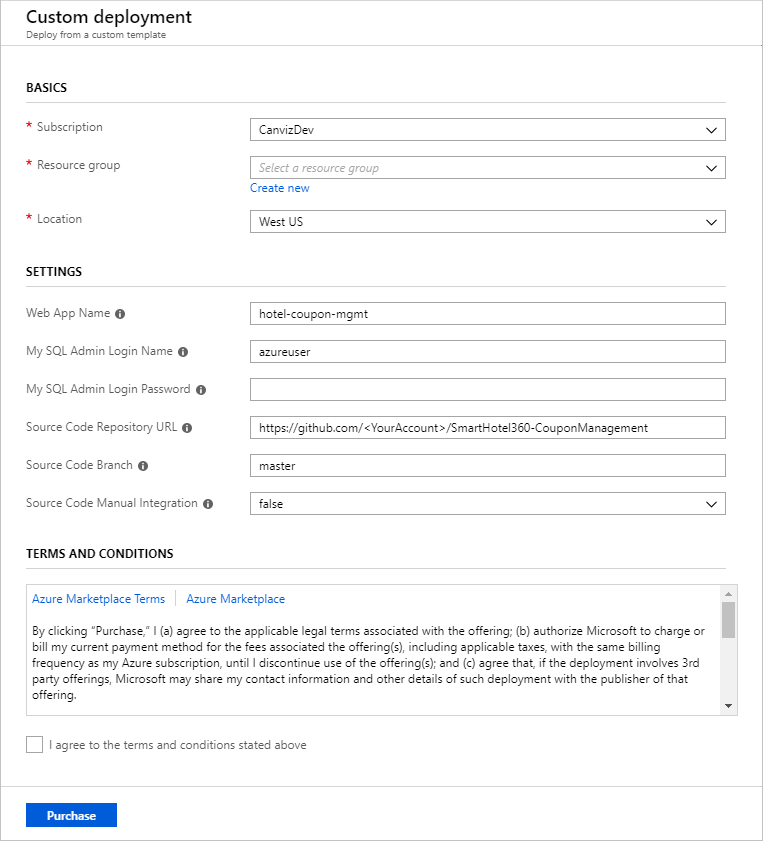 Custom deployment
Deploy from a custom template
BASICS
* Subscription
CanvizDev
* Resource group
Select a resource group
Create new
* Location
West US
SETTINGS
Web App Name
hotel-coupon-mgmt
My SQL Admin Login Name
azureuser
My SQL Admin Login Password
Source Code Repository URL
https://github.com/<YourAccount>/SmartHotel360-CouponManagement
Source Code Branch
master
Source Code Manual Integration
false
TERMS AND CONDITIONS
Azure Marketplace Terms | Azure Marketplace
By clicking “Purchase,” I (a) agree to the applicable legal terms associated with the offering; (b) authorize Microsoft to charge or
bill my current payment method for the fees associated the offering(s), including applicable taxes, with the same billing
frequency as my Azure subscription, until I discontinue use of the offering(s); and (c) agree that, if the deployment involves 3rd
party offerings, Microsoft may share my contact information and other details of such deployment with the publisher of that
offering.
I agree to the terms and conditions stated above
Purchase